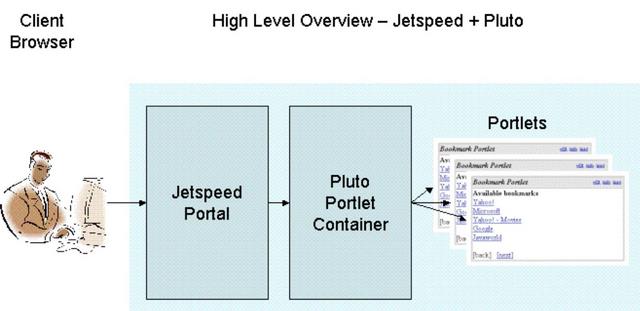 Client
Browser
High Level Overview – Jetspeed + Pluto
Jetspeed
Portal
Pluto
Portlet
Container
Portlets
Bookmark Portlet
Bookmark Portlet
Bookmark Portlet
Available bookmarks
Yahoo!
Microsoft
Yahoo! - Movies
Google
Javaworld
[back] [next]